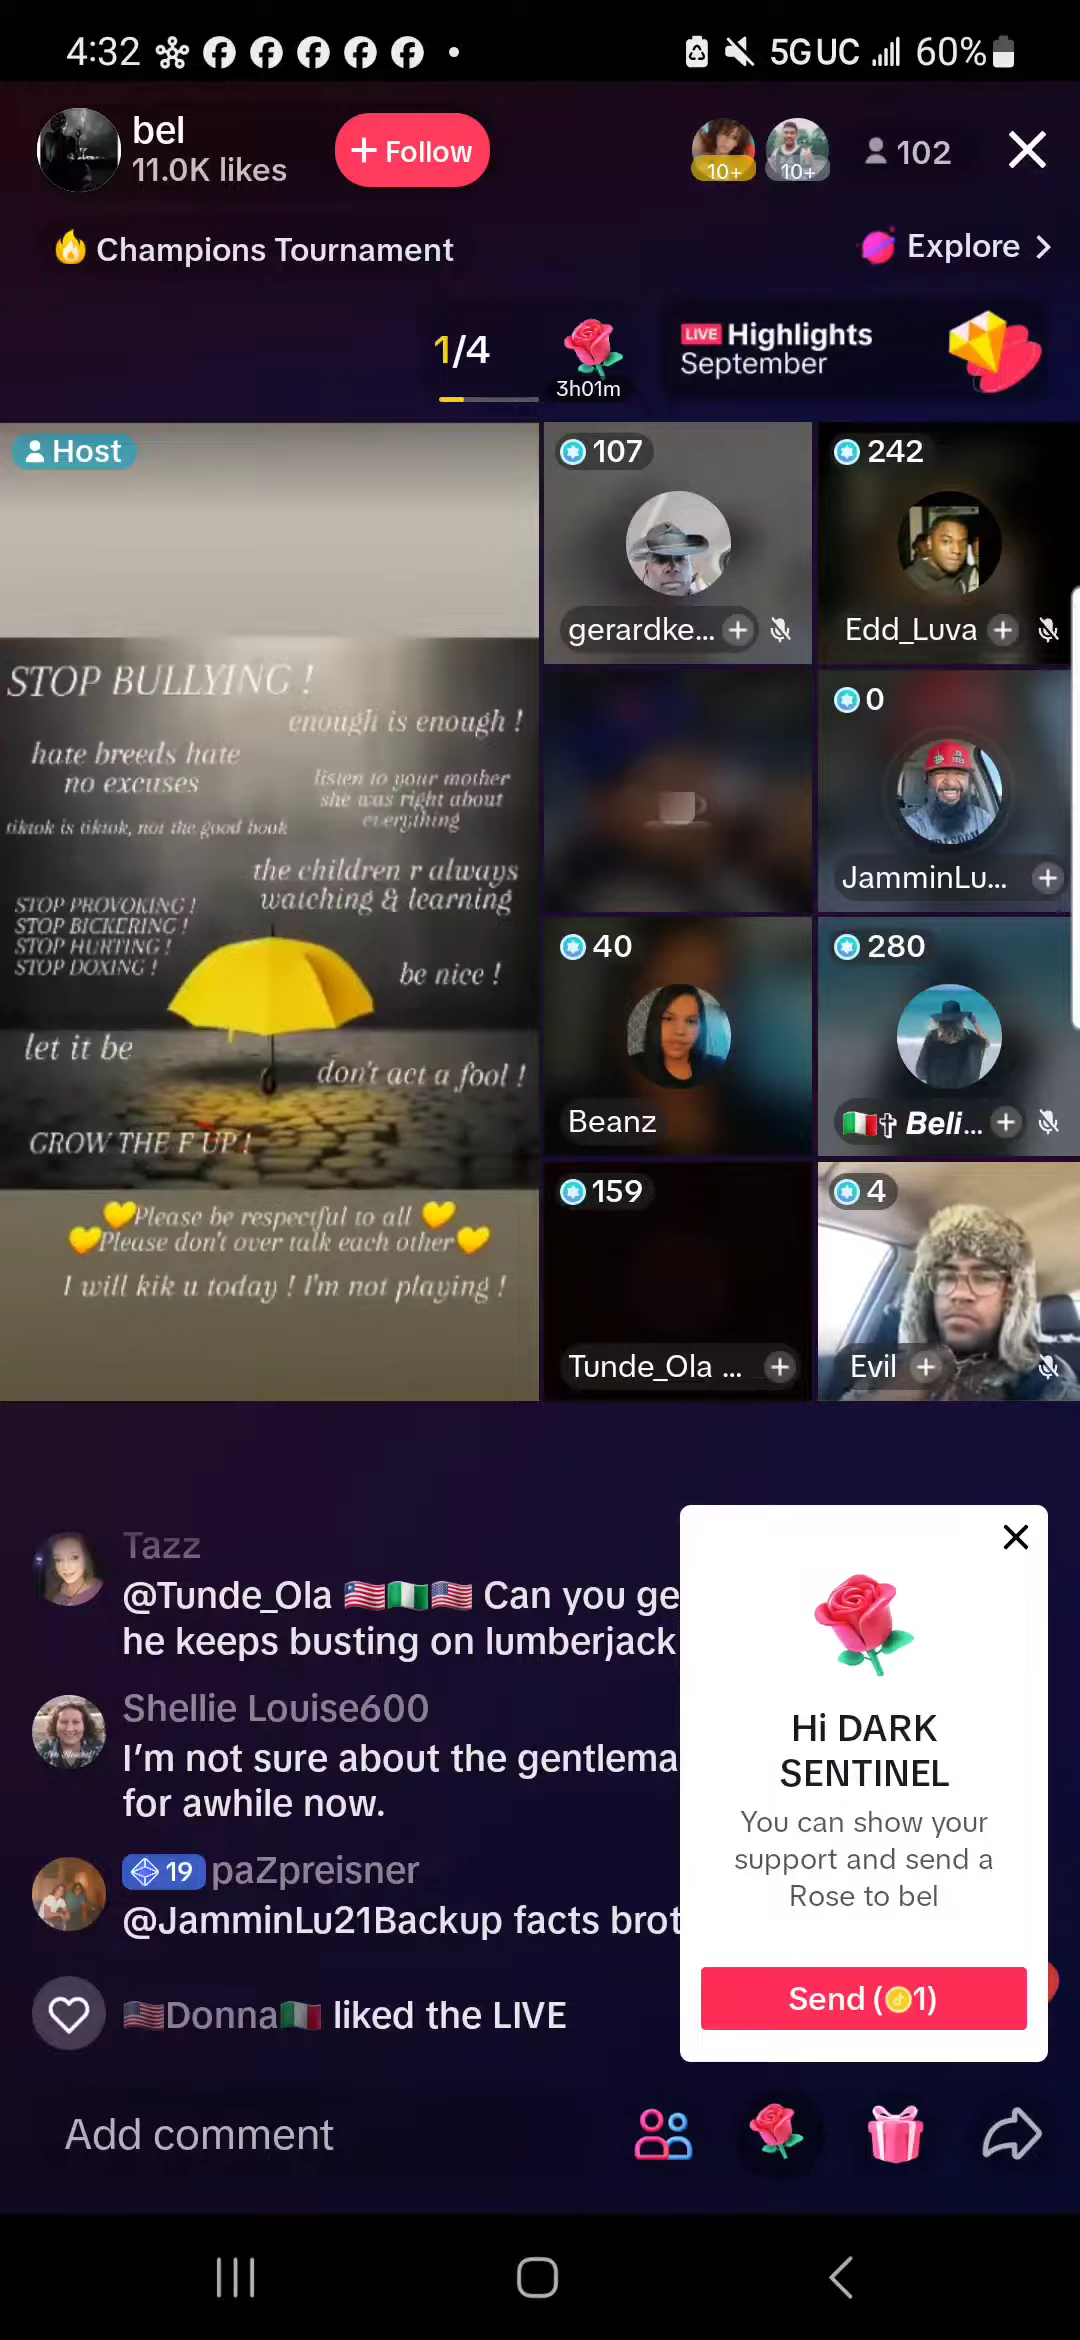 4:32
5G UC 60%
bel
11.0K likes
+ Follow
10+
10+
102
Champions Tournament
Explore >
1/4
3h01m
LIVE Highlights
September
Host
107
242
gerardke...
Edd_Luva
STOP BULLYING !
enough is enough !
hate breeds hate
no excuses
listen to your mother
she was right about
everything
tiktok is tiktok, not the good book
the children r always
watching & learning
STOP PROVOKING !
STOP BICKERING !
STOP HURTING !
STOP DOXING !
be nice !
let it be
don't act a fool !
GROW THE F UP !
Please be respectful to all
Please don't over talk each other
I will kik u today ! I'm not playing !
0
JamminLu...
40
280
Beanz
🇮🇹✞ Beli...
159
4
Tunde_Ola ...
Evil
Tazz
@Tunde_Ola 🇱🇷🇳🇬🇺🇸 Can you ge
he keeps busting on lumberjack
Shellie Louise600
I'm not sure about the gentlema
for awhile now.
19 paZpreisner
@JamminLu21Backup facts brot
🇺🇸Donna🇮🇹 liked the LIVE
Hi DARK
SENTINEL
You can show your
support and send a
Rose to bel
Send (1)
Add comment